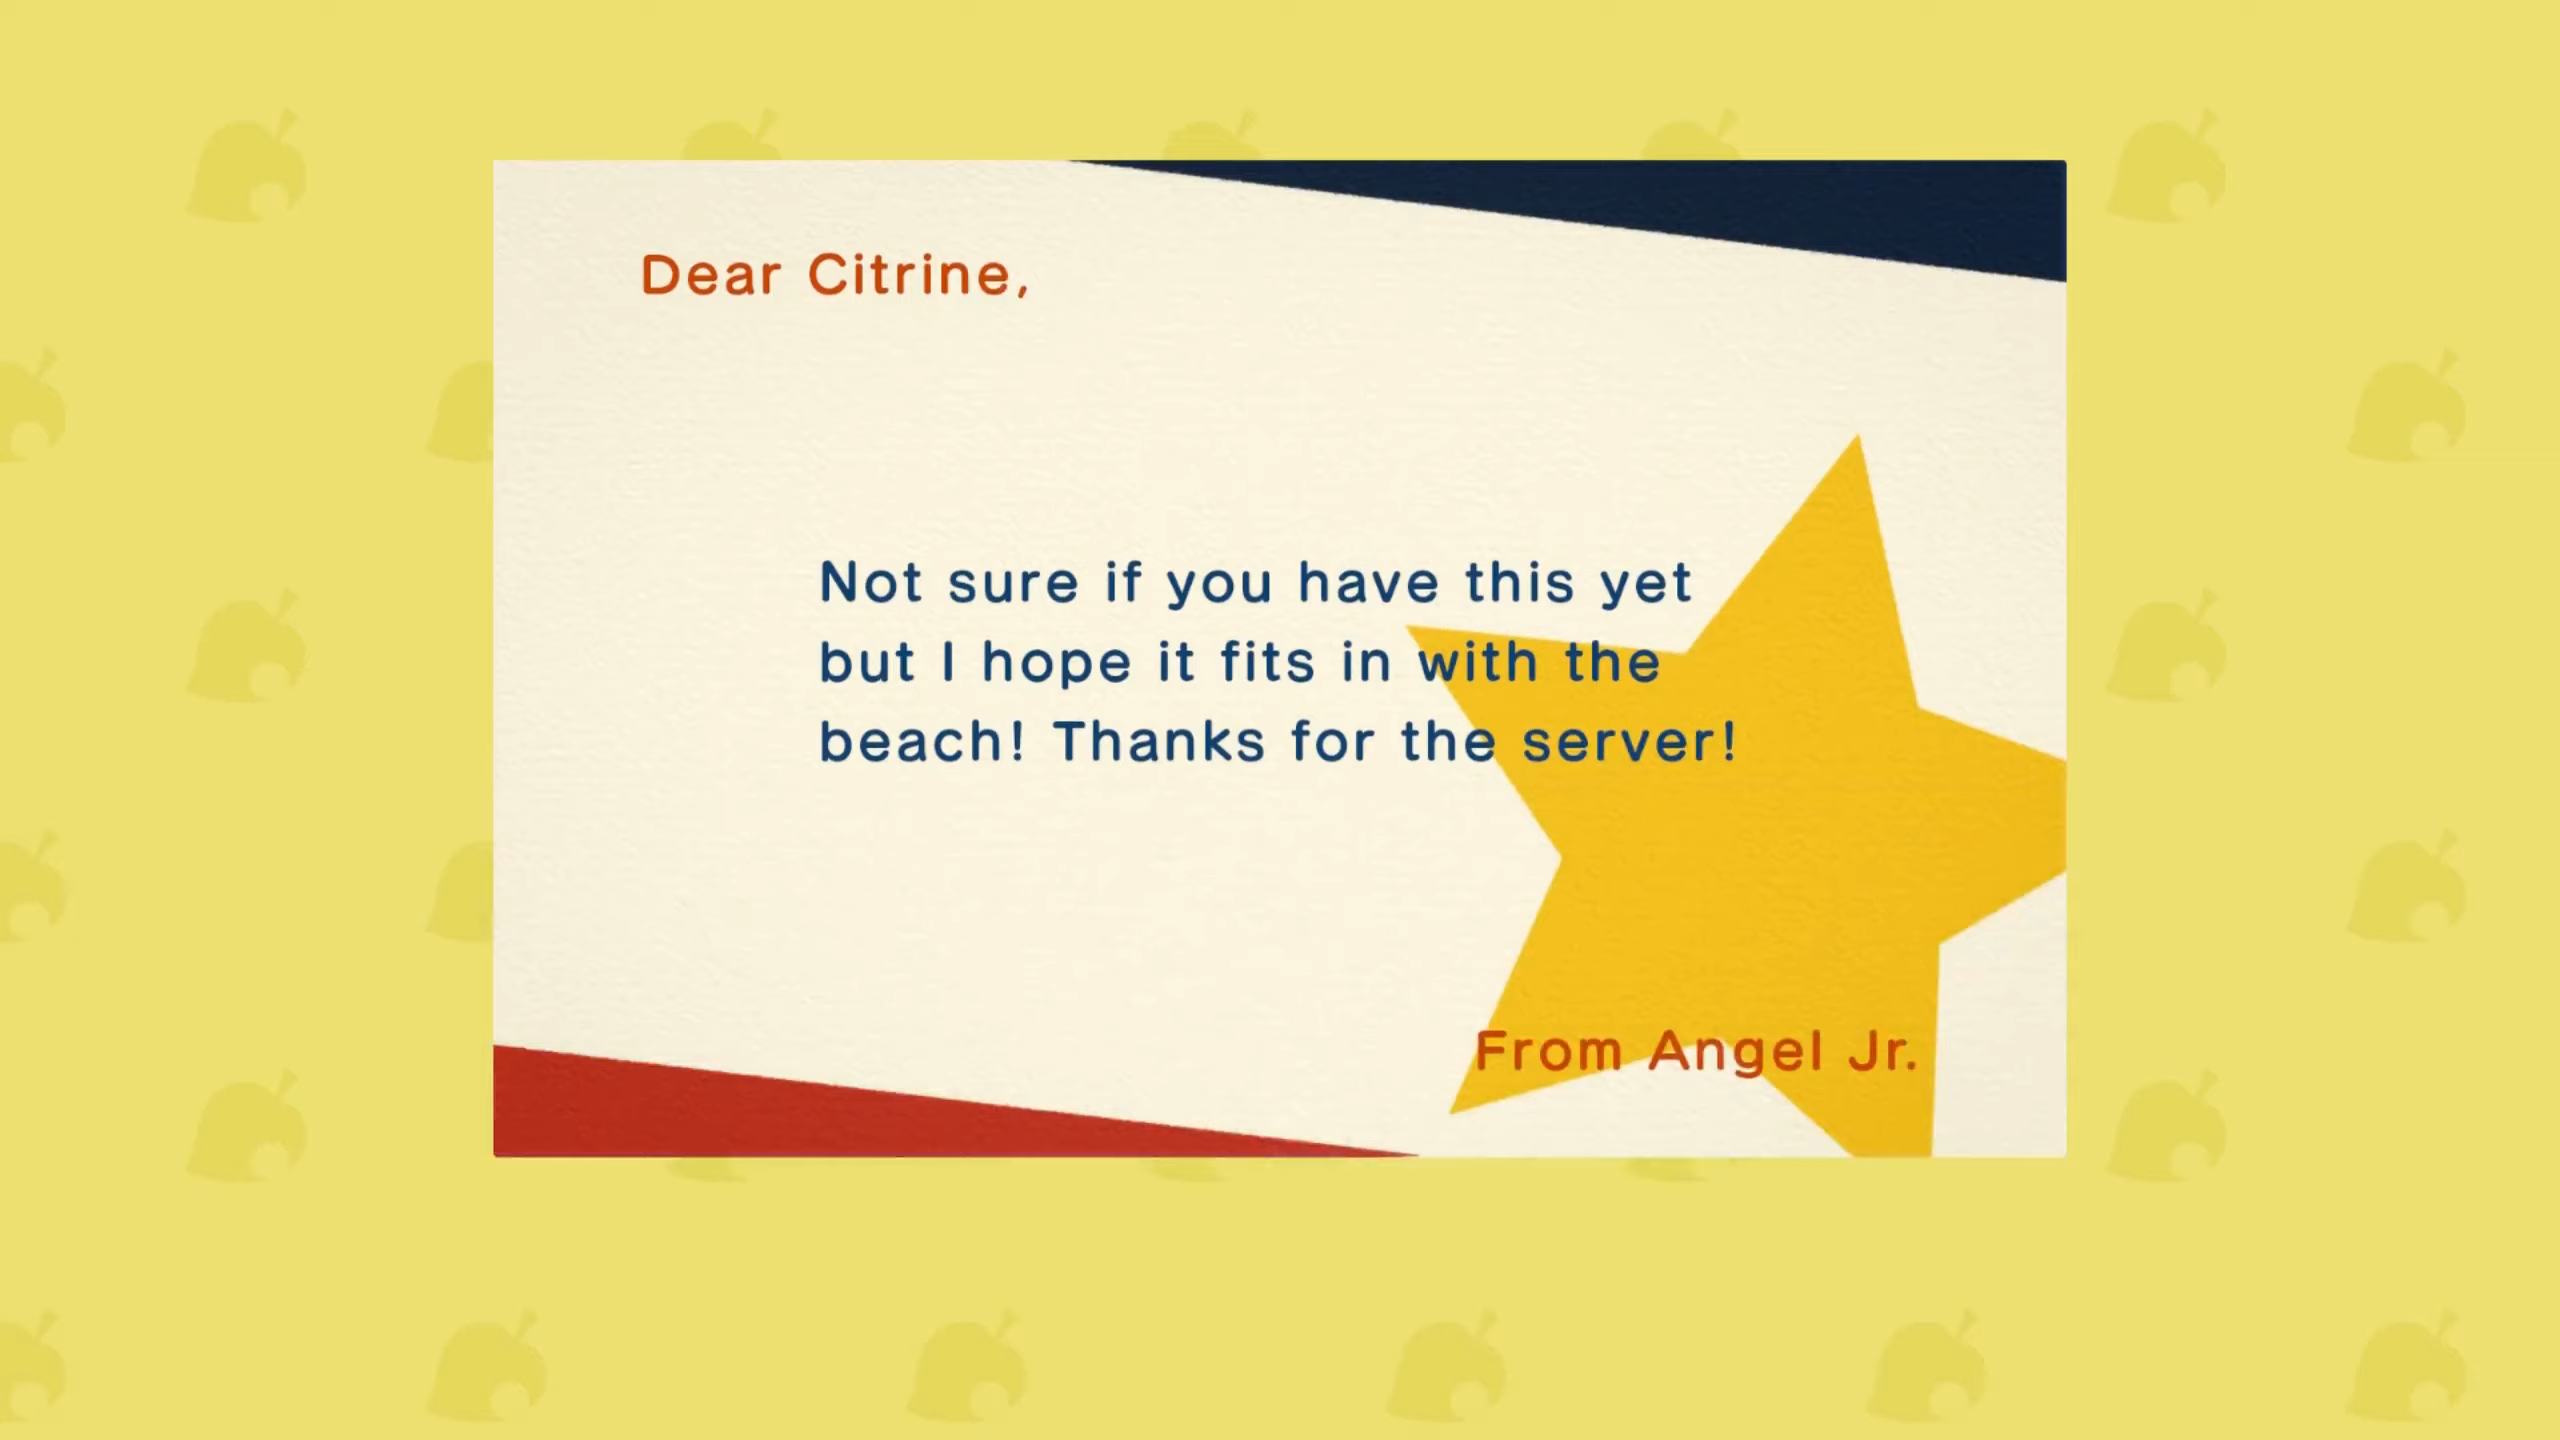 Dear Citrine,
Not sure if you have this yet
but I hope it fits in with the
beach! Thanks for the server!
From Angel Jr.